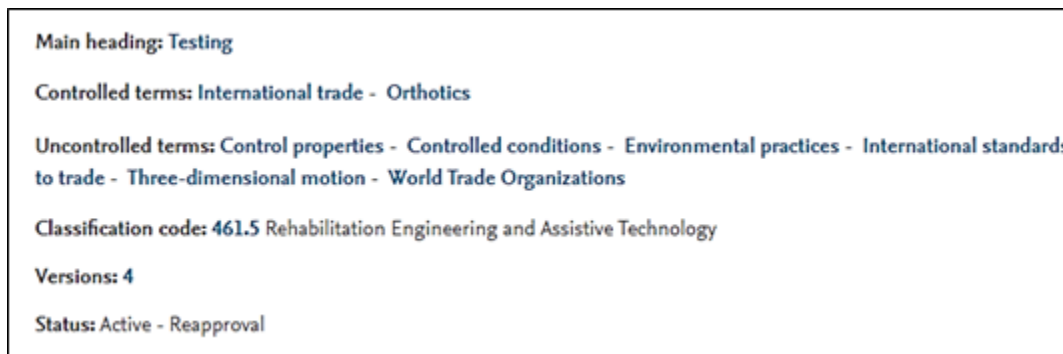 Main heading: Testing
Controlled terms: International trade - Orthotics
Uncontrolled terms: Control properties - Controlled conditions - Environmental practices - International standards
to trade - Three-dimensional motion - World Trade Organizations
Classification code: 461.5 Rehabilitation Engineering and Assistive Technology
Versions: 4
Status: Active - Reapproval